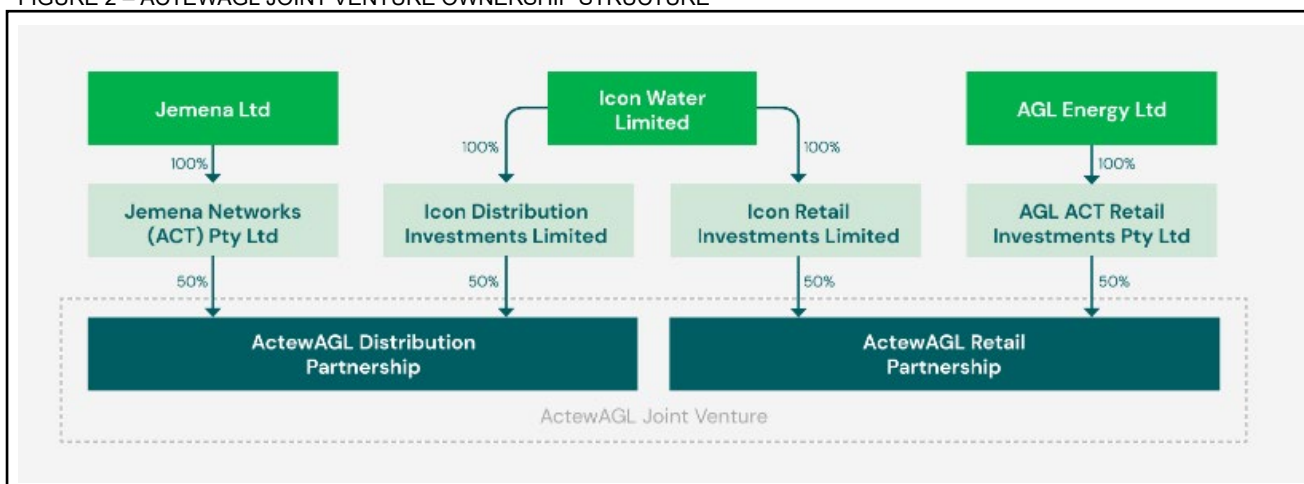 FIGURE 2 – ACTEWAGL JOINT VENTURE OWNERSHIP STRUCTURE
Jemena Ltd
Icon Water
Limited
AGL Energy Ltd
100%
100%
100%
100%
Jemena Networks
(ACT) Pty Ltd
Icon Distribution
Investments Limited
Icon Retail
Investments Limited
AGL ACT Retail
Investments Pty Ltd
50%
50%
50%
50%
ActewAGL Distribution
Partnership
ActewAGL Retail
Partnership
ActewAGL Joint Venture